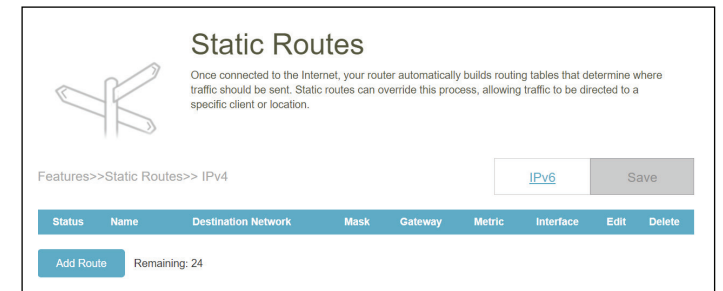 Static Routes
Once connected to the Internet, your router automatically builds routing tables that determine where
traffic should be sent. Static routes can override this process, allowing traffic to be directed to a
specific client or location.
Features>>Static Routes>> IPv4
IPv6
Save
Status Name Destination Network Mask Gateway Metric Interface Edit Delete
Add Route Remaining: 24